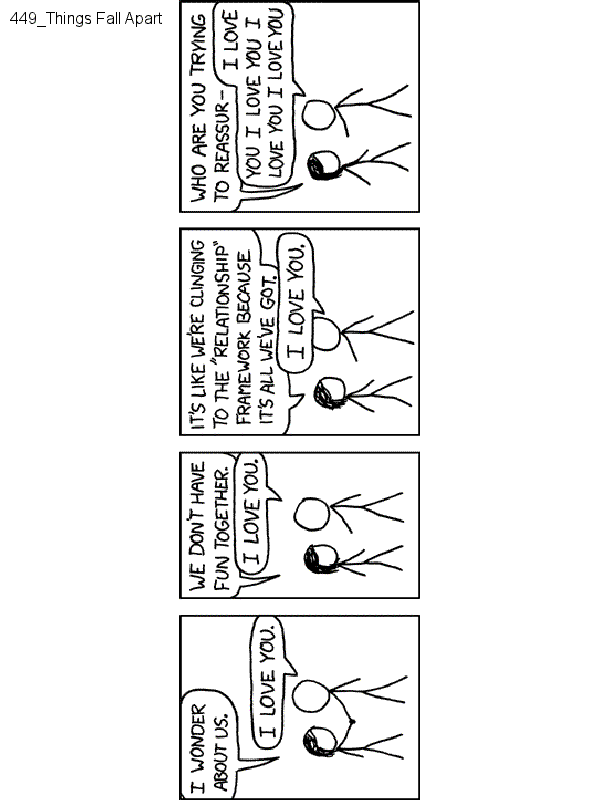 449_Things Fall Apart
I WONDER
ABOUT US.
I LOVE YOU.
WE DON'T HAVE
FUN TOGETHER.
I LOVE YOU.
IT'S LIKE WE'RE CLINGING
TO THE "RELATIONSHIP"
FRAMEWORK BECAUSE
IT'S ALL WE'VE GOT.
I LOVE YOU.
WHO ARE YOU TRYING
TO REASSUR—
I LOVE
YOU I LOVE YOU I
LOVE YOU I LOVE YOU